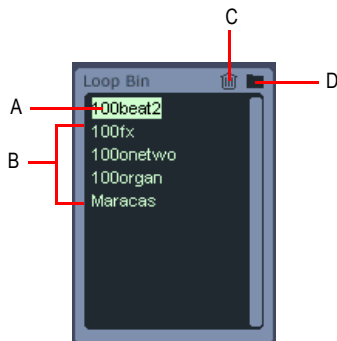 C
Loop Bin
D
A
100beat2
B
100fx
100onetwo
100organ
Maracas